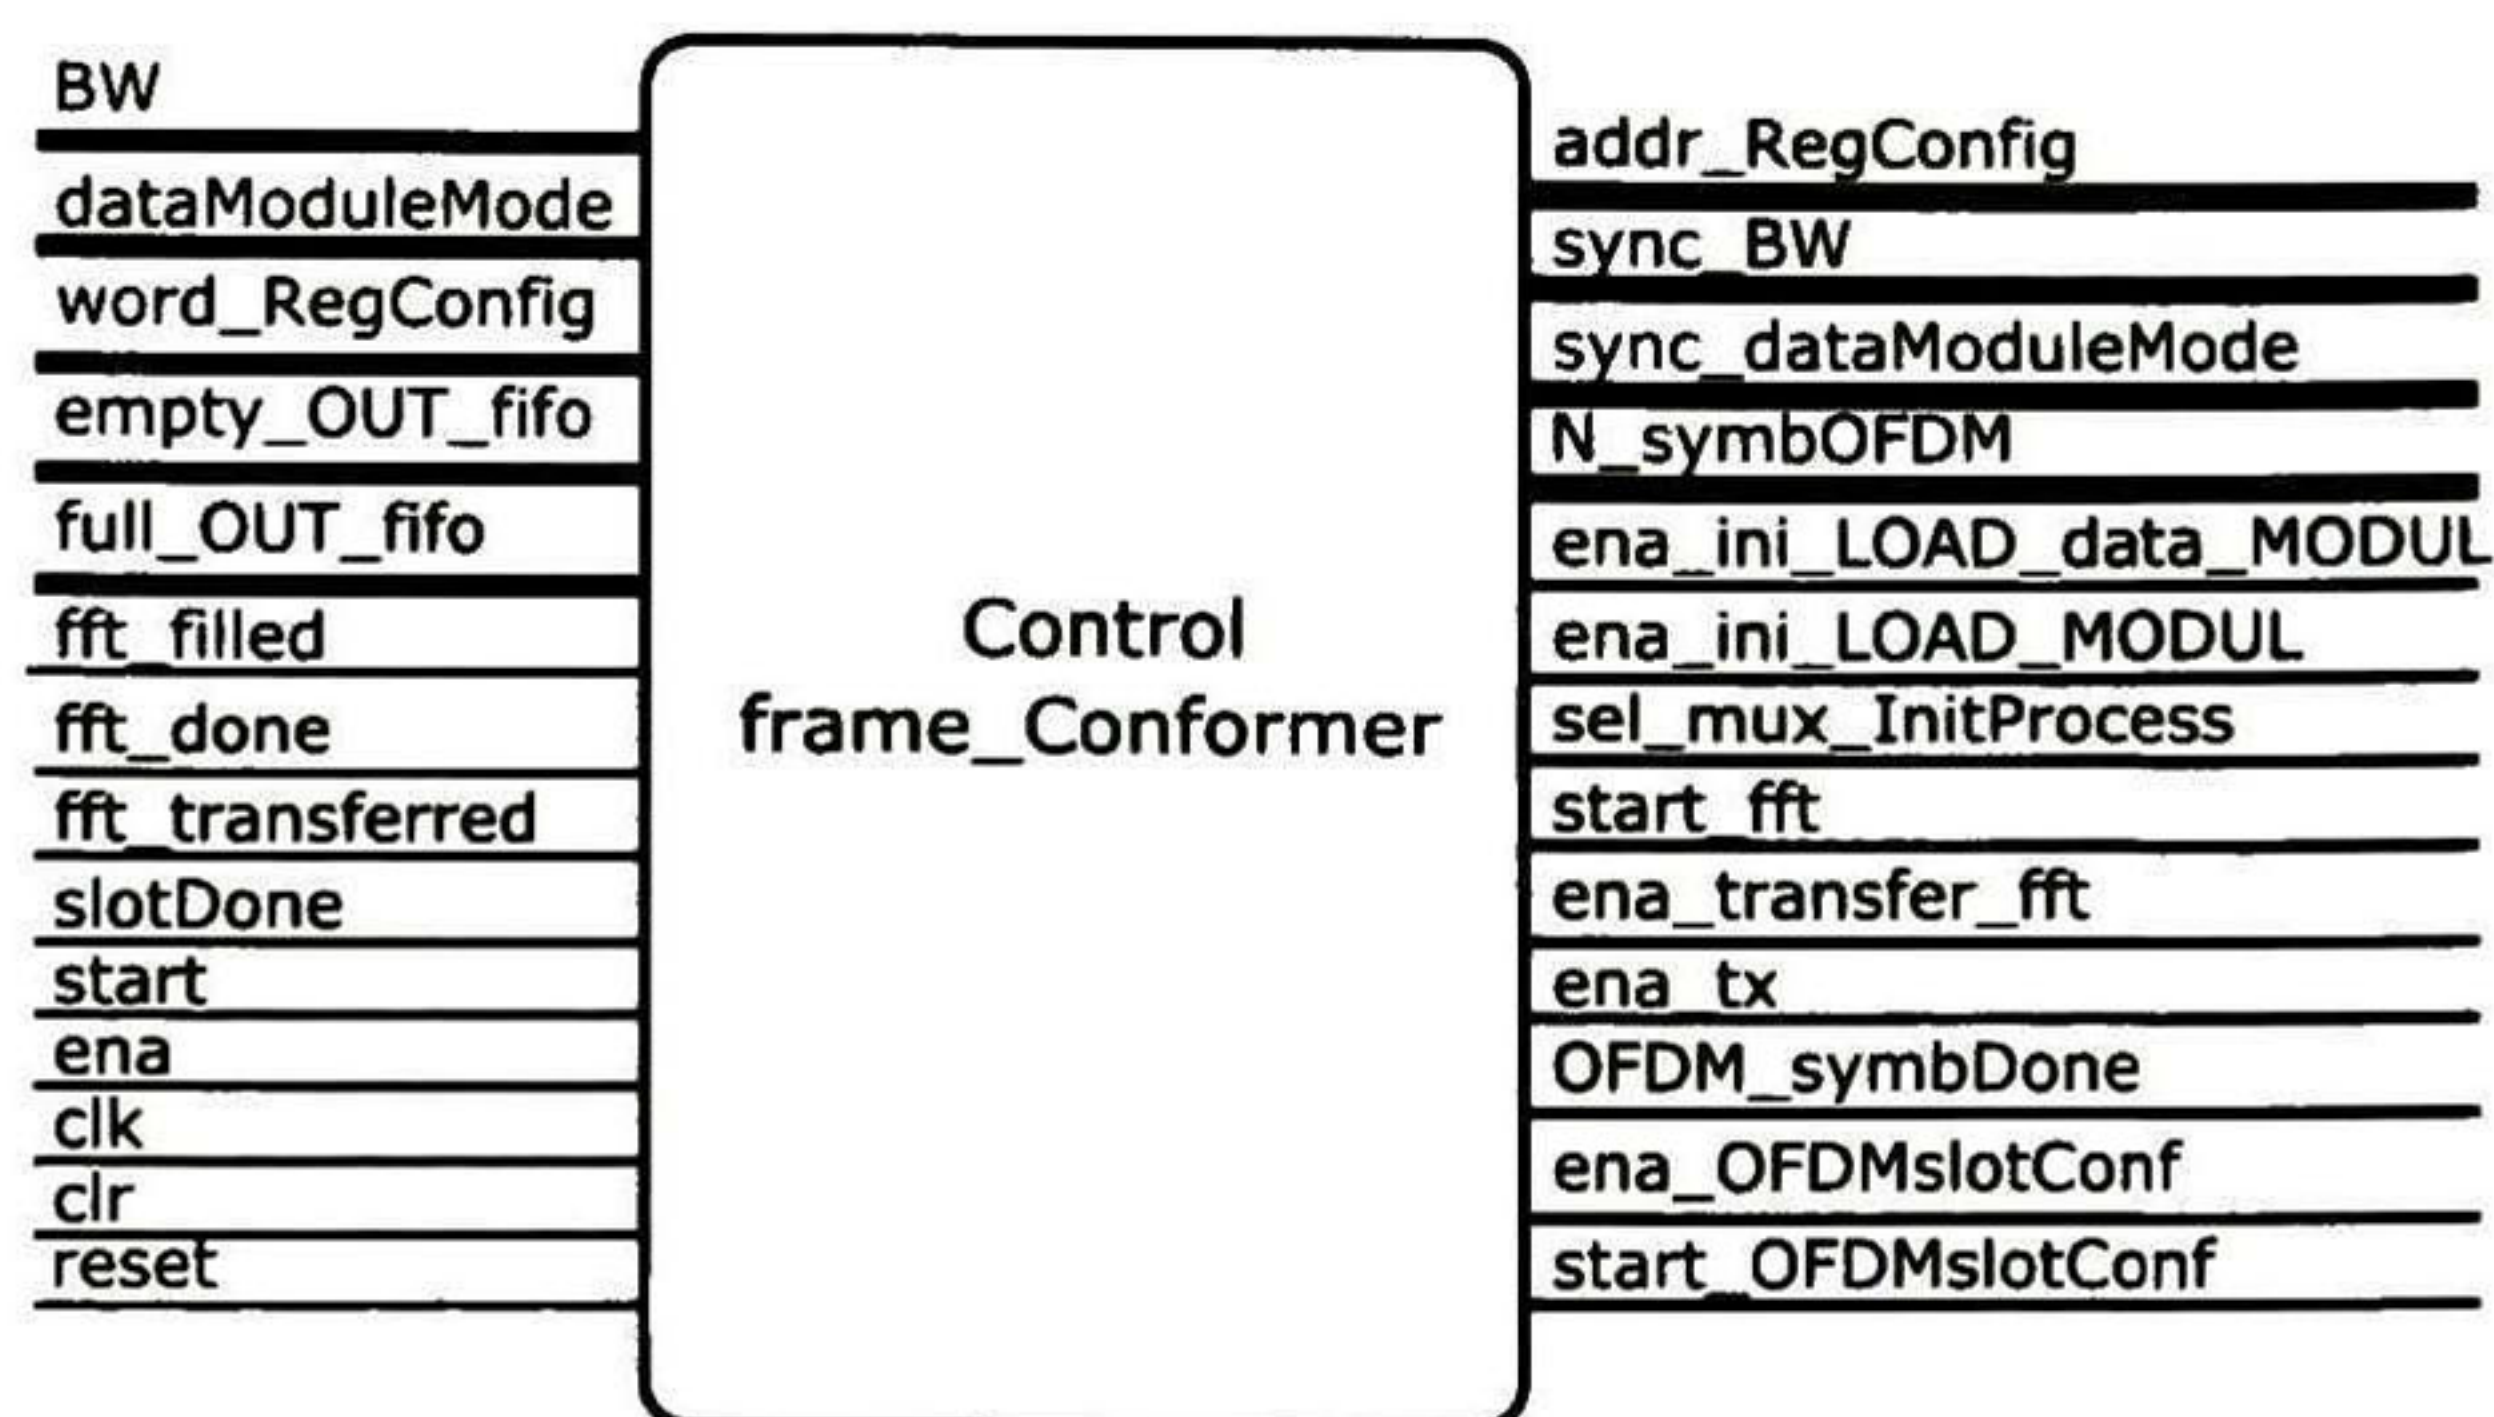 BW
dataModuleMode
word_RegConfig
empty_OUT_fifo
full_OUT_fifo
fft_filled
fft_done
fft_transferred
slotDone
start
ena
clk
clr
reset
Control
frame_Conformer
addr_RegConfig
sync_BW
sync_dataModuleMode
N_symbOFDM
ena_ini_LOAD_data_MODUL
ena_ini_LOAD_MODUL
sel_mux_InitProcess
start_fft
ena_transfer_fft
ena_tx
OFDM_symbDone
ena_OFDMslotConf
start_OFDMslotConf